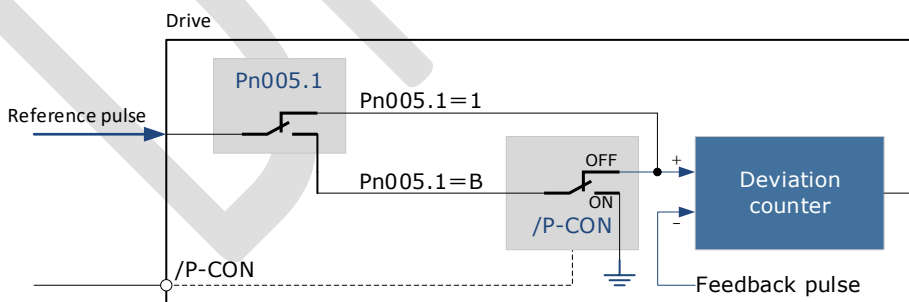 Drive
Pn005.1
Reference pulse
Pn005.1=1
OFF
+
Pn005.1=B
ON
−
/P-CON
Deviation
counter
/P-CON
Feedback pulse